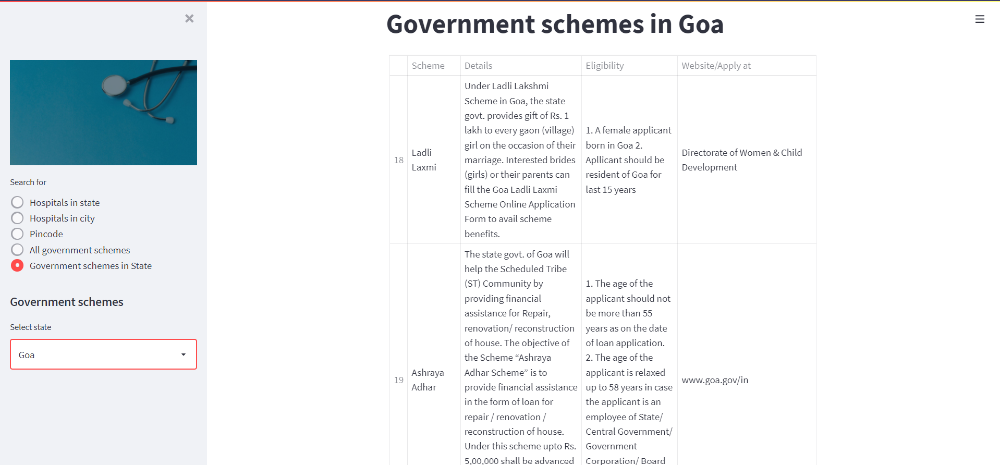 Government schemes in Goa
Search for
Hospitals in state
Hospitals in city
Pincode
All government schemes
Government schemes in State
Government schemes
Select state
Goa
Scheme
Details
Eligibility
Website/Apply at
18
Ladli
Laxmi
Under Ladli Lakshmi
Scheme in Goa, the state
govt. provides gift of Rs. 1
lakh to every gaon (village)
girl on the occasion of their
marriage. Interested brides
(girls) or their parents can
fill the Goa Ladli Laxmi
Scheme Online Application
Form to avail scheme
benefits.
1. A female applicant
born in Goa 2.
Apllicant should be
resident of Goa for
last 15 years
Directorate of Women & Child
Development
19
Ashraya
Adhar
The state govt. of Goa will
help the Scheduled Tribe
(ST) Community by
providing financial
assistance for Repair,
renovation/ reconstruction
of house. The objective of
the Scheme “Ashraya
Adhar Scheme” is to
provide financial assistance
in the form of loan for
repair / renovation /
reconstruction of house.
Under this scheme upto Rs.
5,00,000 shall be advanced
1. The age of the
applicant should not
be more than 55
years as on the date
of loan application.
2. The age of the
applicant is relaxed
up to 58 years in case
the applicant is an
employee of State/
Central Government/
Government
Corporation/ Board
www.goa.gov/in